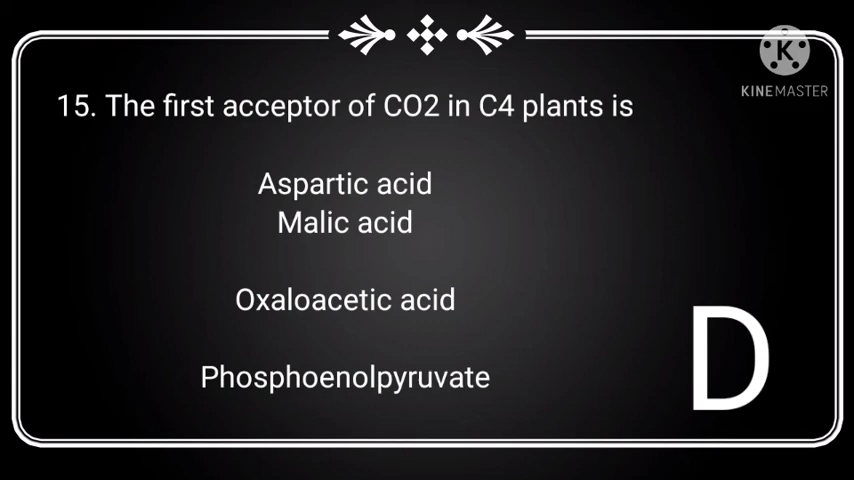 KINEMASTER
15. The first acceptor of CO2 in C4 plants is
Aspartic acid
Malic acid
Oxaloacetic acid
Phosphoenolpyruvate
D